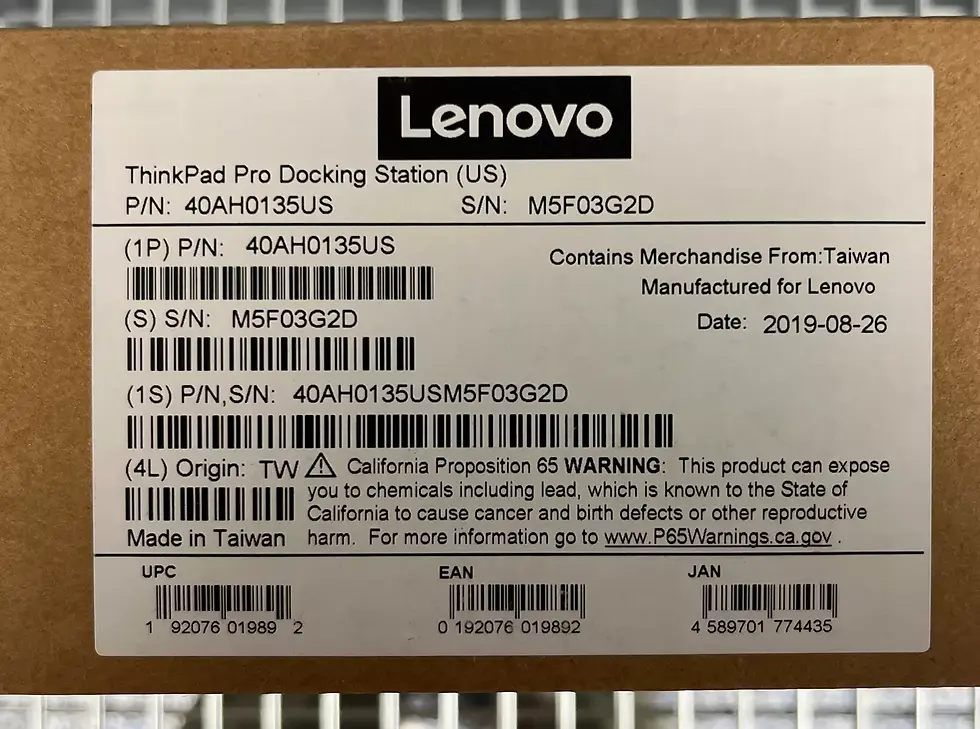 Lenovo
ThinkPad Pro Docking Station (US)
P/N: 40AH0135US S/N: M5F03G2D
(1P) P/N: 40AH0135US
Contains Merchandise From:Taiwan
Manufactured for Lenovo
(S) S/N: M5F03G2D
Date: 2019-08-26
(1S) P/N,S/N: 40AH0135USM5F03G2D
(4L) Origin: TW
Made in Taiwan
⚠ California Proposition 65 WARNING: This product can expose
you to chemicals including lead, which is known to the State of
California to cause cancer and birth defects or other reproductive
harm. For more information go to www.P65Warnings.ca.gov .
UPC
1 92076 01989 2
EAN
0 192076 019892
JAN
4 589701 774435